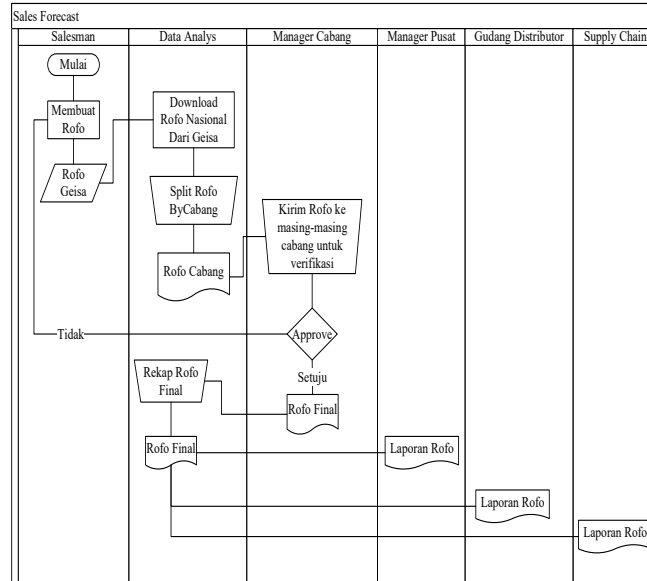 Sales Forecast
Salesman
Data Analys
Manager Cabang
Manager Pusat
Gudang Distributor
Supply Chain
Mulai
Membuat
Rofo
Rofo
Geisa
Download
Rofo Nasional
Dari Geisa
Split Rofo
ByCabang
Rofo Cabang
Kirim Rofo ke
masing-masing
cabang untuk
verifikasi
Approve
Tidak
Setuju
Rofo Final
Rekap Rofo
Final
Rofo Final
Laporan Rofo
Laporan Rofo
Laporan Rofo